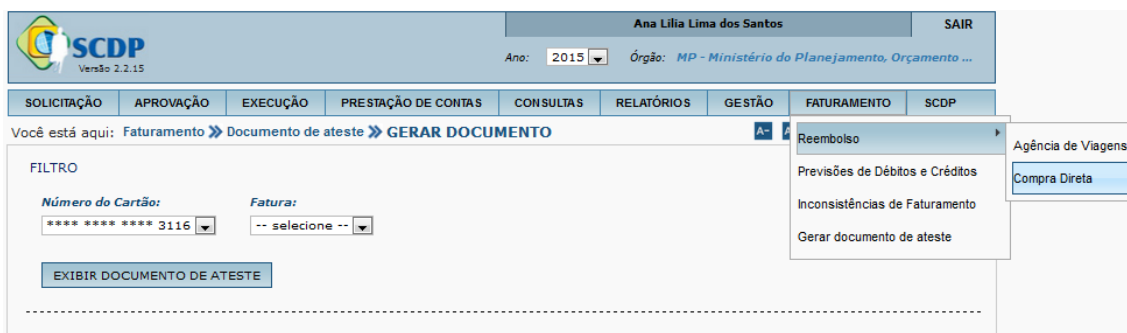 Ana Lilia Lima dos Santos SAIR
SCDP
Versão 2.2.15
Ano: 2015 Órgão: MP - Ministério do Planejamento, Orçamento ...
SOLICITAÇÃO APROVAÇÃO EXECUÇÃO PRESTAÇÃO DE CONTAS CONSULTAS RELATÓRIOS GESTÃO FATURAMENTO SCDP
Você está aqui: Faturamento Documento de ateste GERAR DOCUMENTO A-
Reembolso
Agência de Viagens
Compra Direta
Previsões de Débitos e Créditos
Inconsistências de Faturamento
Gerar documento de ateste
FILTRO
Número do Cartão: Fatura:
**** **** **** 3116 -- selecione --
EXIBIR DOCUMENTO DE ATESTE